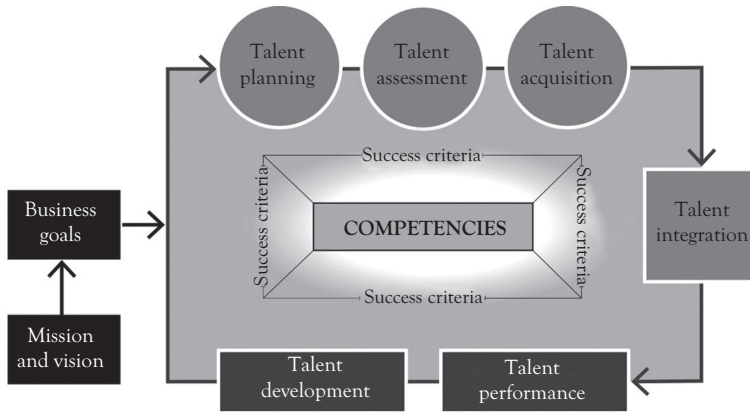 Talent
planning
Talent
assessment
Talent
acquisition
Success criteria
Success criteria
COMPETENCIES
Success criteria
Success criteria
Business
goals
Talent
integration
Mission
and vision
Talent
development
Talent
performance